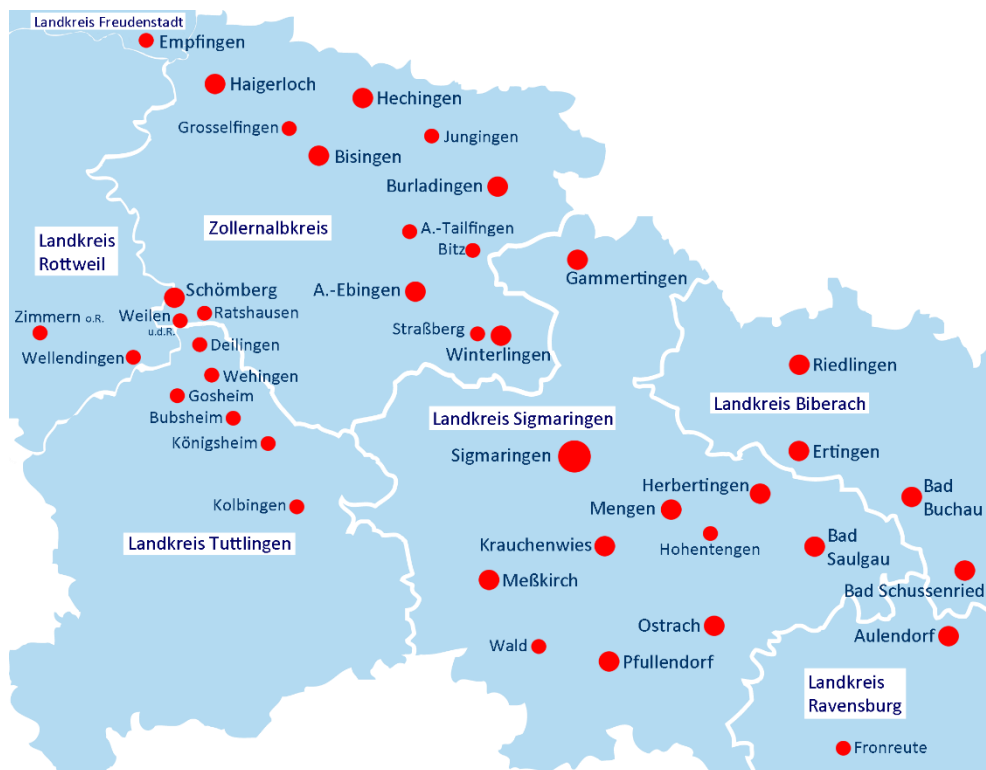 Landkreis Freudenstadt
Empfingen
Haigerloch
Hechingen
Grosselfingen
Jungingen
Bisingen
Burladingen
Zollernalbkreis
A.-Tailfingen
Bitz
Landkreis
Rottweil
Gammertingen
Schömberg
A.-Ebingen
Zimmern o.R.
Weilen
u.d.R.
Ratshausen
Straßberg
Winterlingen
Deilingen
Wellendingen
Riedlingen
Wehingen
Gosheim
Landkreis Biberach
Bubsheim
Landkreis Sigmaringen
Königsheim
Sigmaringen
Ertingen
Herbertingen
Bad
Buchau
Kolbingen
Mengen
Landkreis Tuttlingen
Krauchenwies
Hohentengen
Bad
Saulgau
Meßkirch
Bad Schussenried
Ostrach
Aulendorf
Wald
Pfullendorf
Landkreis
Ravensburg
Fronreute